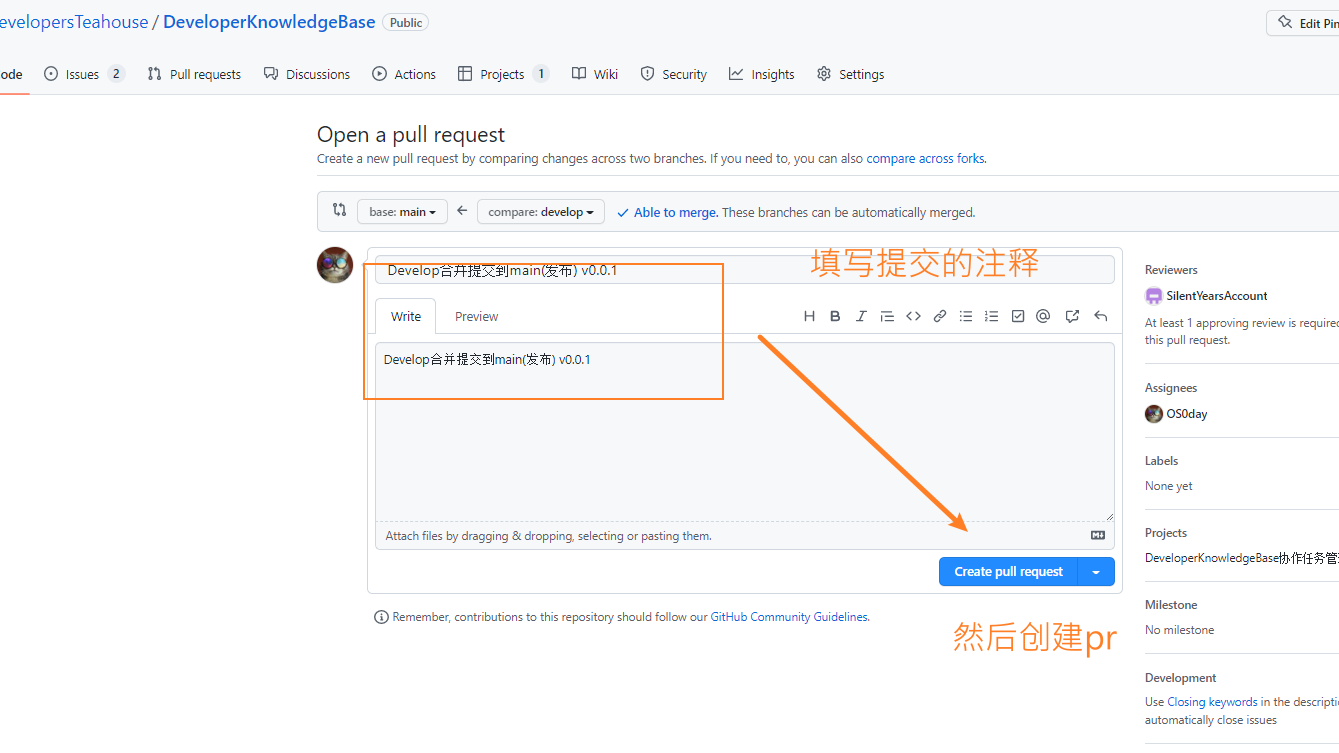 evelopersTeahouse / DeveloperKnowledgeBase Public
Edit Pin
ode Issues 2 Pull requests Discussions Actions Projects 1 Wiki Security Insights Settings
Open a pull request
Create a new pull request by comparing changes across two branches. If you need to, you can also compare across forks.
base: main compare: develop Able to merge. These branches can be automatically merged.
填写提交的注释
Develop合并提交到main(发布) v0.0.1
Write Preview
Develop合并提交到main(发布) v0.0.1
Attach files by dragging & dropping, selecting or pasting them.
Create pull request
Remember, contributions to this repository should follow our GitHub Community Guidelines.
然后创建pr
Reviewers
SilentYearsAccount
At least 1 approving review is required
this pull request.
Assignees
OS0day
Labels
None yet
Projects
DeveloperKnowledgeBase协作任务管
Milestone
No milestone
Development
Use Closing keywords in the descripti
automatically close issues